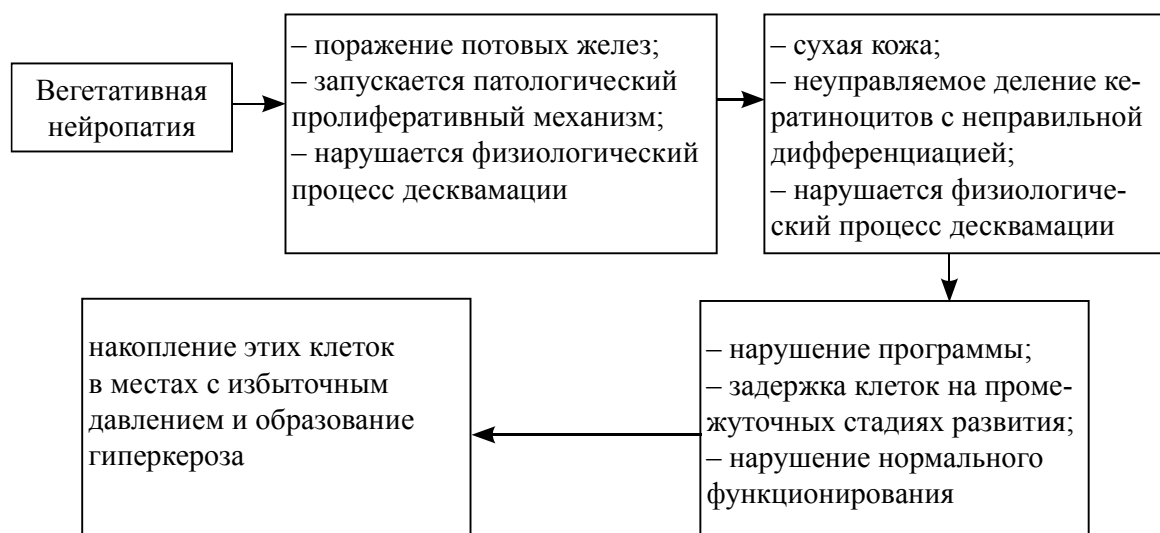 Вегетативная
нейропатия
– поражение потовых желез;
– запускается патологический
пролиферативный механизм;
– нарушается физиологический
процесс десквамации
– сухая кожа;
– неуправляемое деление ке-
ратиноцитов с неправильной
дифференциацией;
– нарушается физиологиче-
ский процесс десквамации
– нарушение программы;
– задержка клеток на проме-
жуточных стадиях развития;
– нарушение нормального
функционирования
накопление этих клеток
в местах с избыточным
давлением и образование
гиперкероза